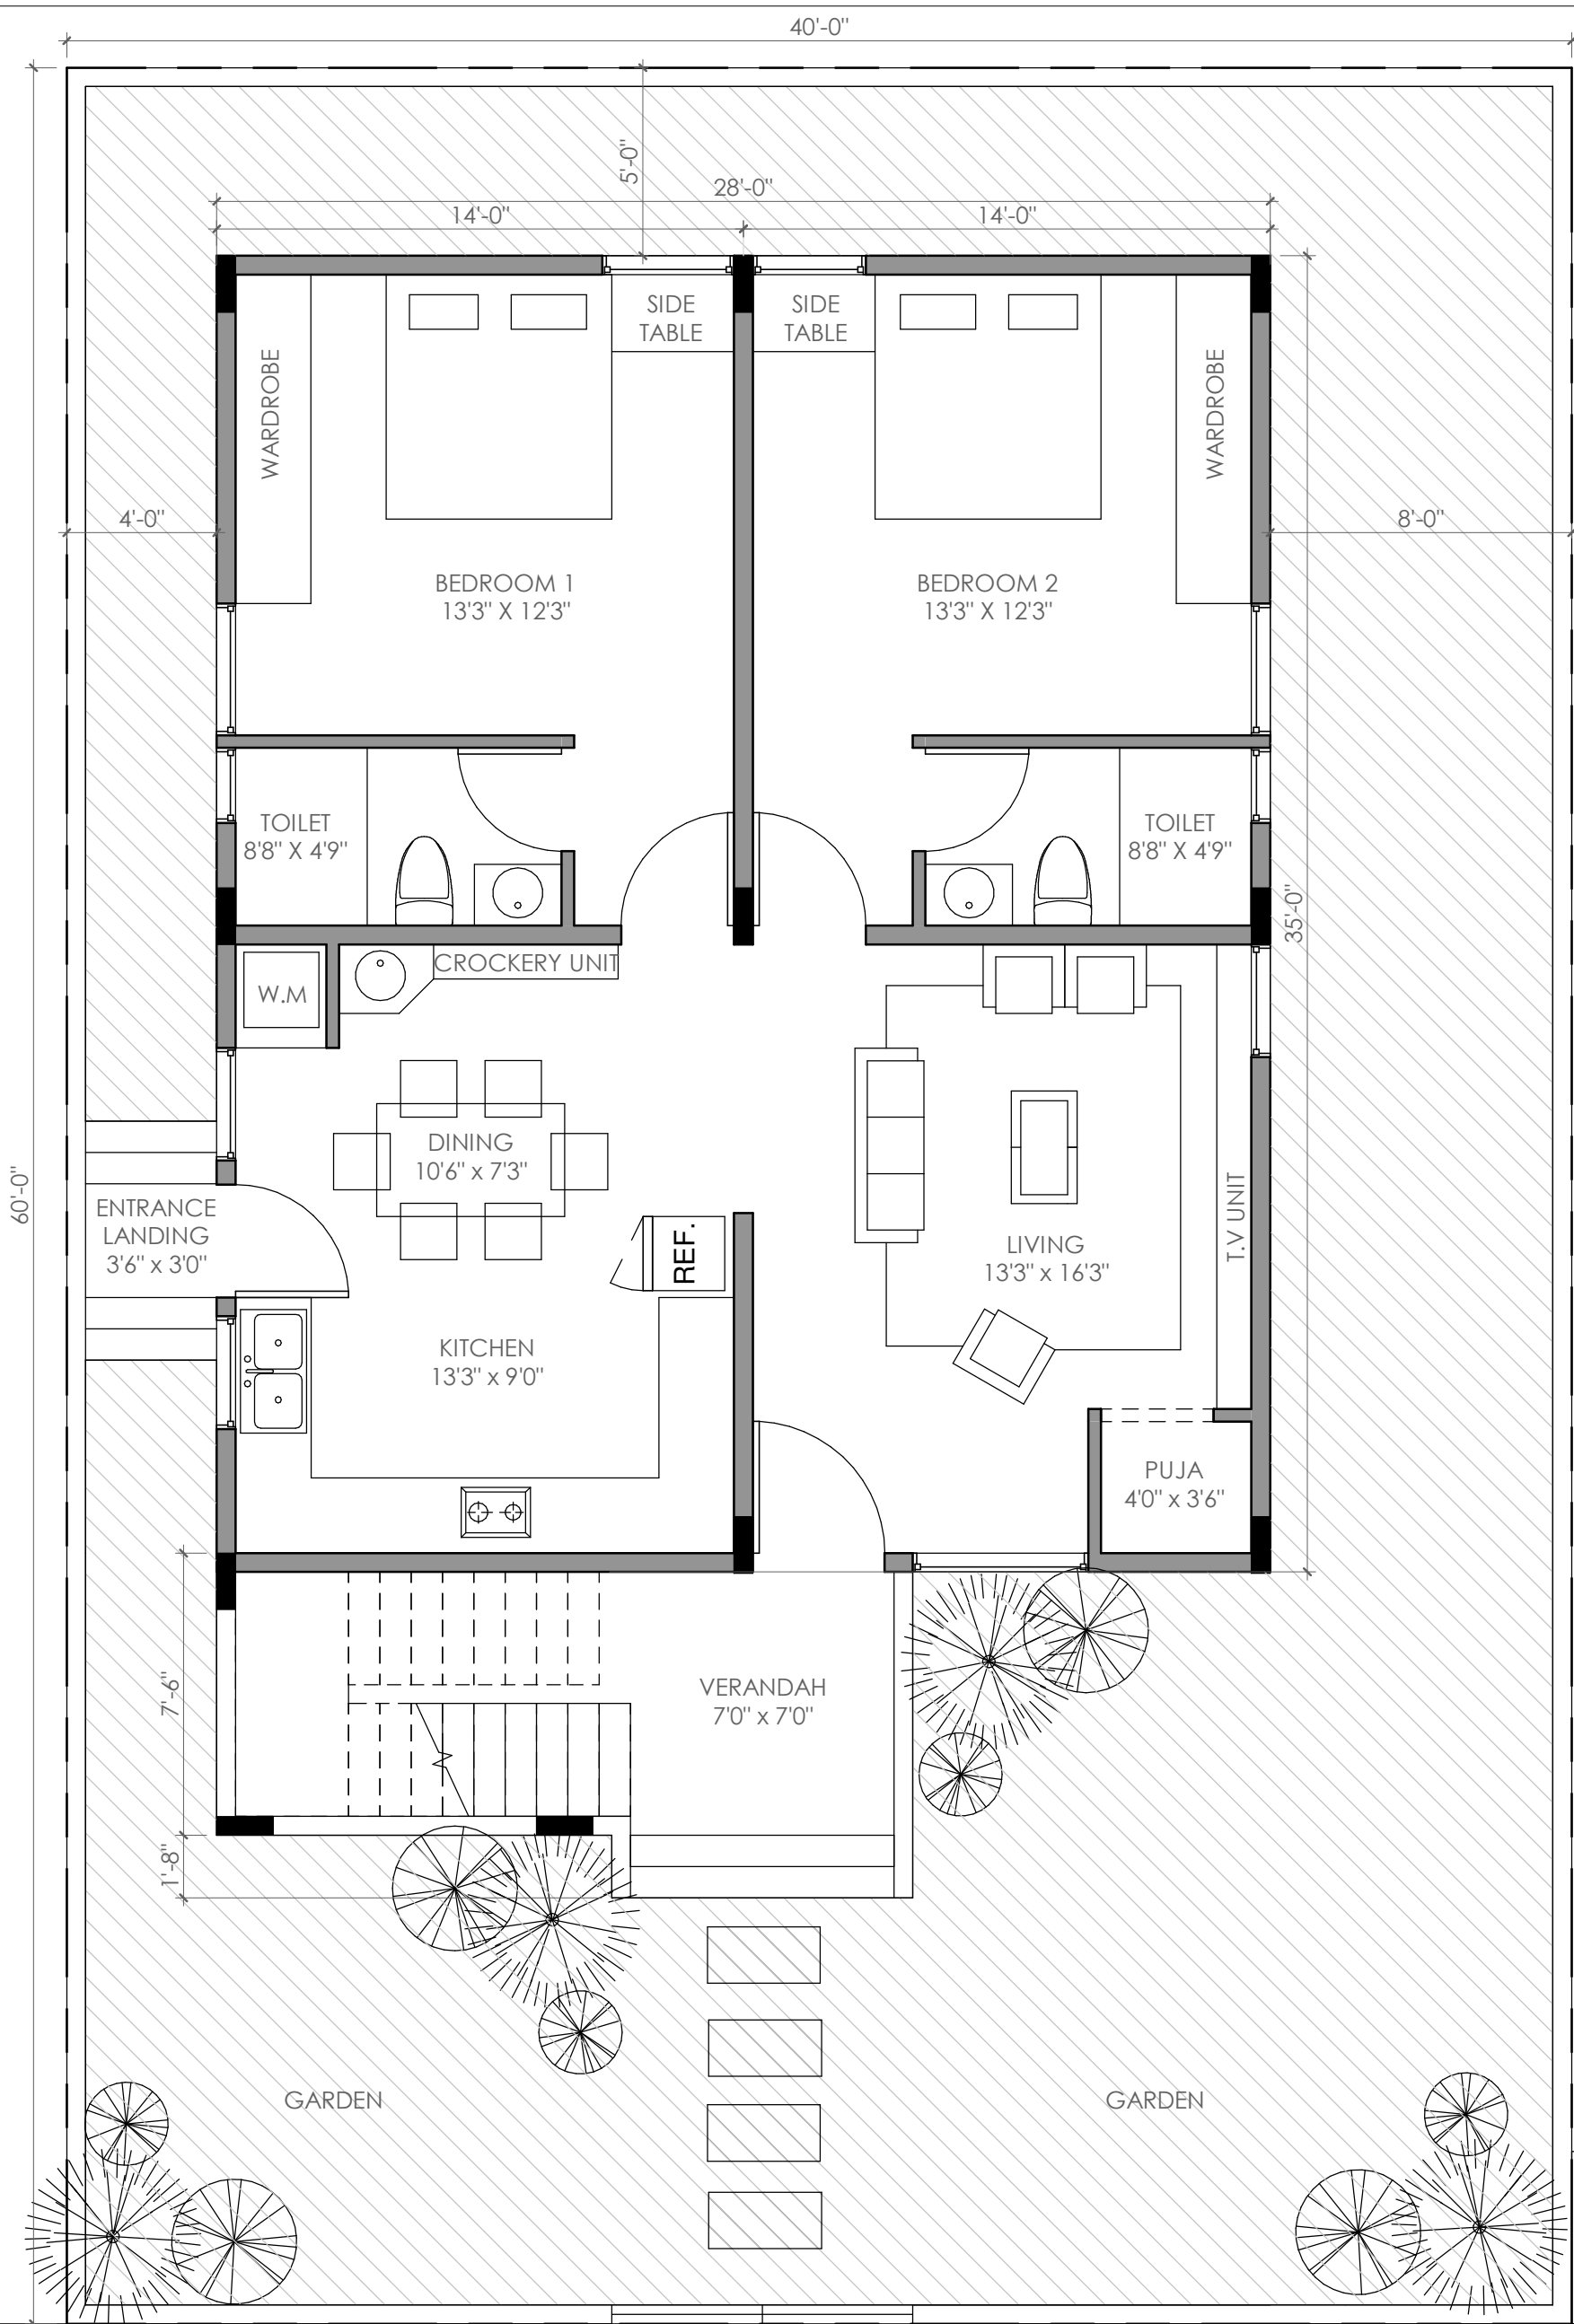 40'-0"
5'-0"
28'-0"
14'-0"
14'-0"
SIDE
TABLE
SIDE
TABLE
WARDROBE
WARDROBE
4'-0"
8'-0"
BEDROOM 1
13'3" X 12'3"
BEDROOM 2
13'3" X 12'3"
TOILET
8'8" X 4'9"
TOILET
8'8" X 4'9"
35'-0"
CROCKERY UNIT
W.M
60'-0"
DINING
10'6" x 7'3"
ENTRANCE
LANDING
3'6" x 3'0"
REF.
LIVING
13'3" x 16'3"
T.V UNIT
KITCHEN
13'3" x 9'0"
PUJA
4'0" x 3'6"
7'-6"
VERANDAH
7'0" x 7'0"
1'-8"
GARDEN
GARDEN